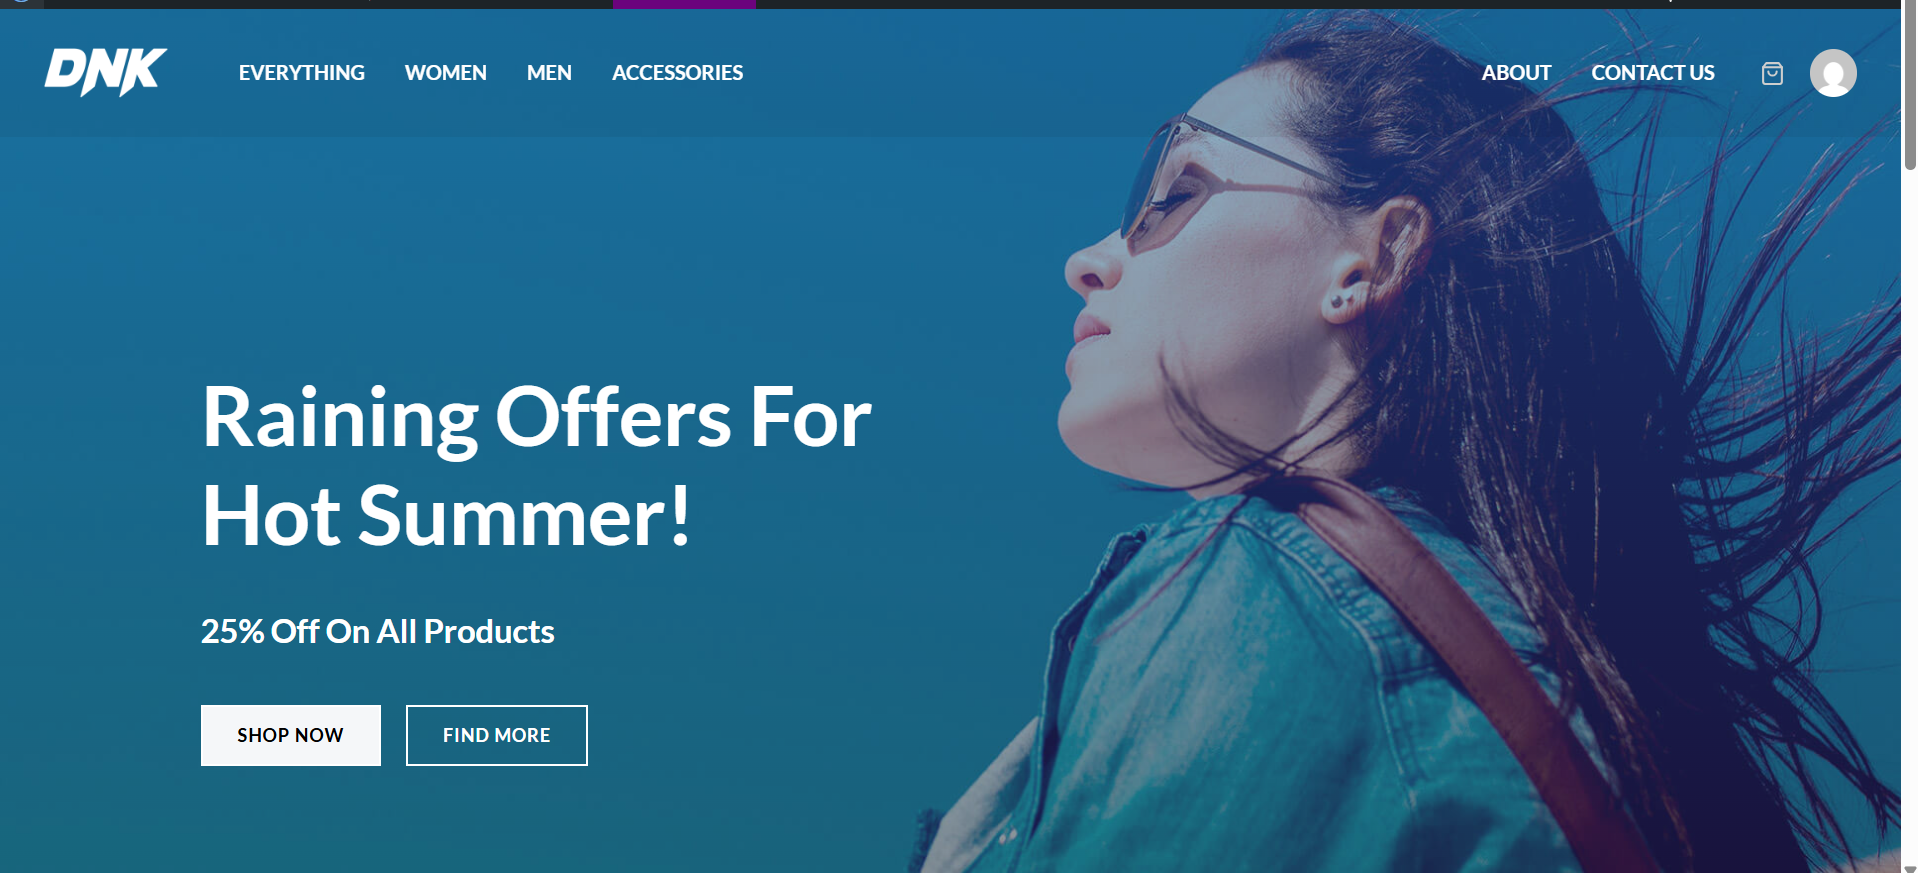 DNK
EVERYTHING WOMEN MEN ACCESSORIES ABOUT CONTACT US
Raining Offers For
Hot Summer!
25% Off On All Products
SHOP NOW FIND MORE